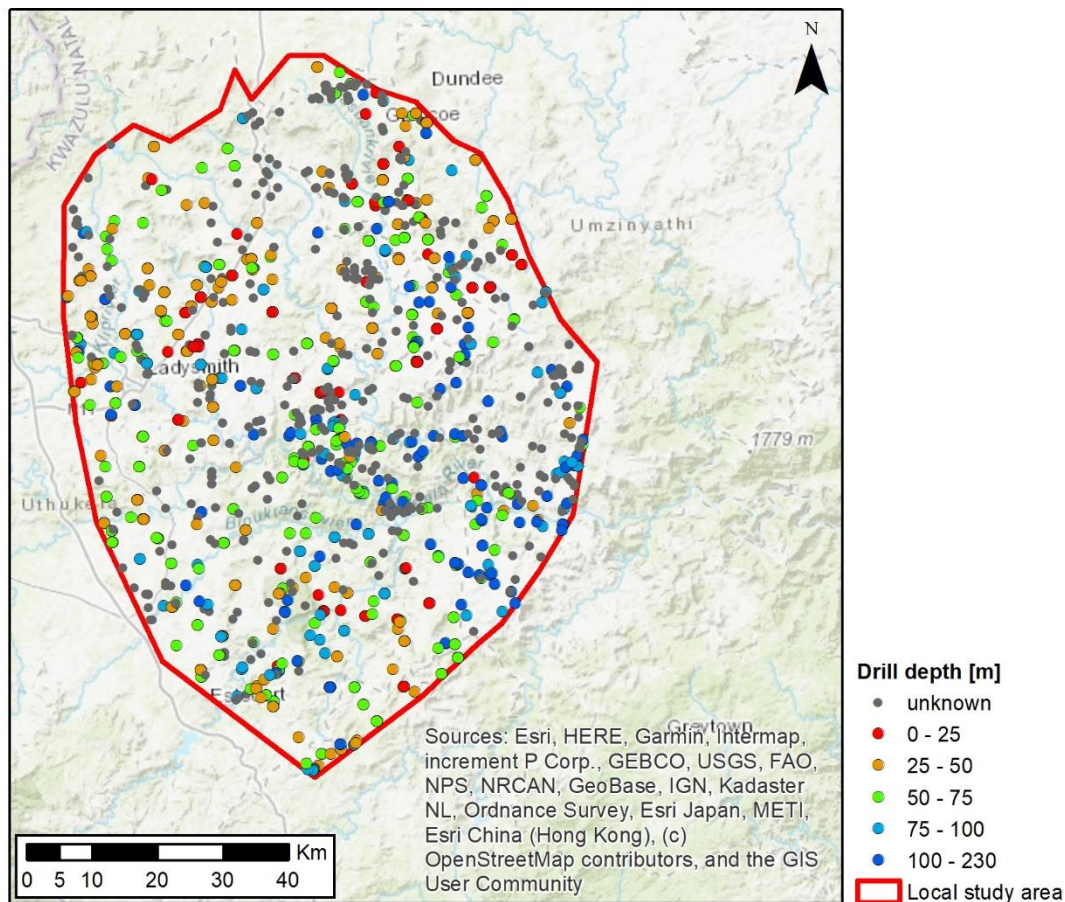 N
Dundee
KWAZULU-NATAL
Umzinyathi
Ladysmith
1779 m
Uthukela
Greytown
Drill depth [m]
unknown
0 - 25
25 - 50
50 - 75
75 - 100
100 - 230
Local study area
Sources: Esri, HERE, Garmin, Intermap,
increment P Corp., GEBCO, USGS, FAO,
NPS, NRCAN, GeoBase, IGN, Kadaster
NL, Ordnance Survey, Esri Japan, METI,
Esri China (Hong Kong), (c)
OpenStreetMap contributors, and the GIS
User Community
Km
0 5 10 20 30 40